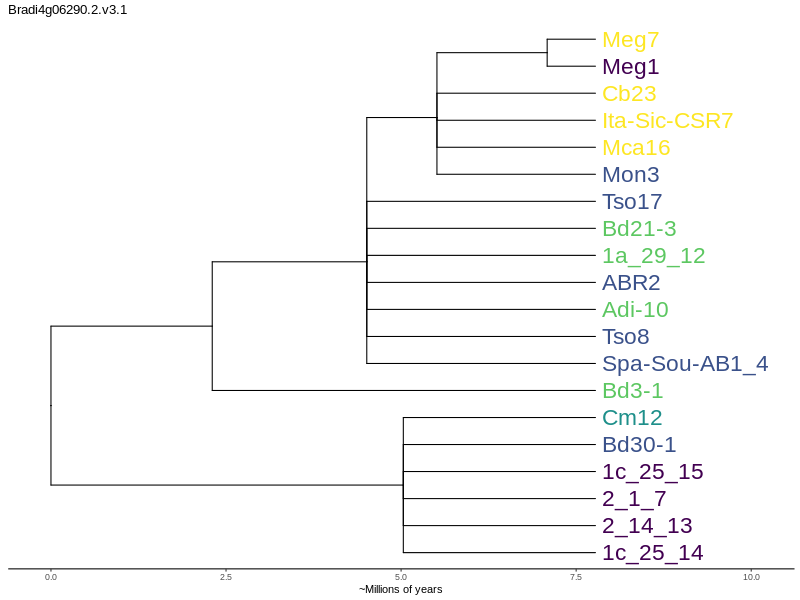 Bradi4g06290.2.v3.1
Meg7
Meg1
Cb23
Ita-Sic-CSR7
Mca16
Mon3
Tso17
Bd21-3
1a_29_12
ABR2
Adi-10
Tso8
Spa-Sou-AB1_4
Bd3-1
Cm12
Bd30-1
1c_25_15
2_1_7
2_14_13
1c_25_14
0.0 2.5 5.0 7.5 10.0
~Millions of years